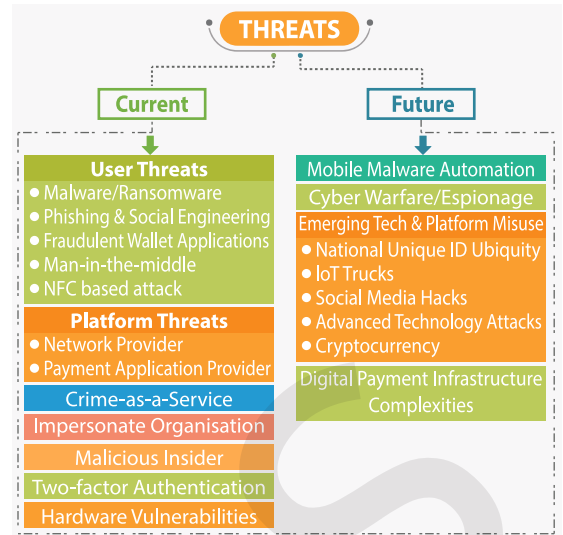 THREATS
Current
User Threats
• Malware/Ransomware
• Phishing & Social Engineering
• Fraudulent Wallet Applications
• Man-in-the-middle
• NFC based attack
Platform Threats
• Network Provider
• Payment Application Provider
Crime-as-a-Service
Impersonate Organisation
Malicious Insider
Two-factor Authentication
Hardware Vulnerabilities
Future
Mobile Malware Automation
Cyber Warfare/Espionage
Emerging Tech & Platform Misuse
• National Unique ID Ubiquity
• IoT Trucks
• Social Media Hacks
• Advanced Technology Attacks
• Cryptocurrency
Digital Payment Infrastructure
Complexities